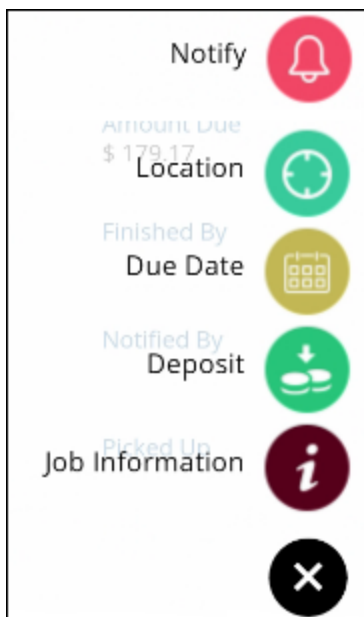 Notify
Amount Due
$ 179.17
Location
Finished By
Due Date
Notified By
Deposit
Picked Up
Job Information